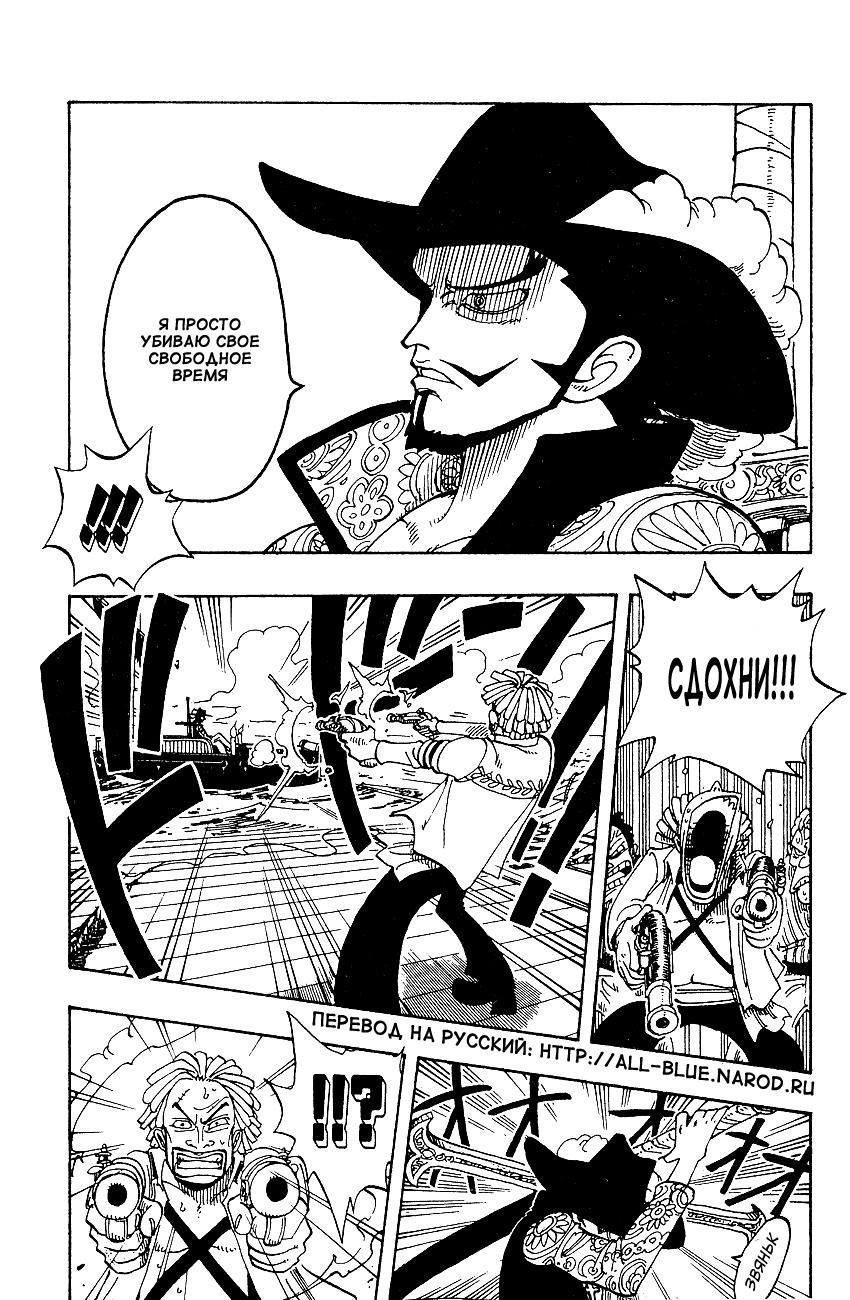 Я ПРОСТО
УБИВАЮ СВОЕ
СВОБОДНОЕ
ВРЕМЯ
!!!
СДОХНИ!!!
ПЕРЕВОД НА РУССКИЙ: HTTP://ALL-BLUE.NAROD.RU
!!?
ЗВЯНЬК